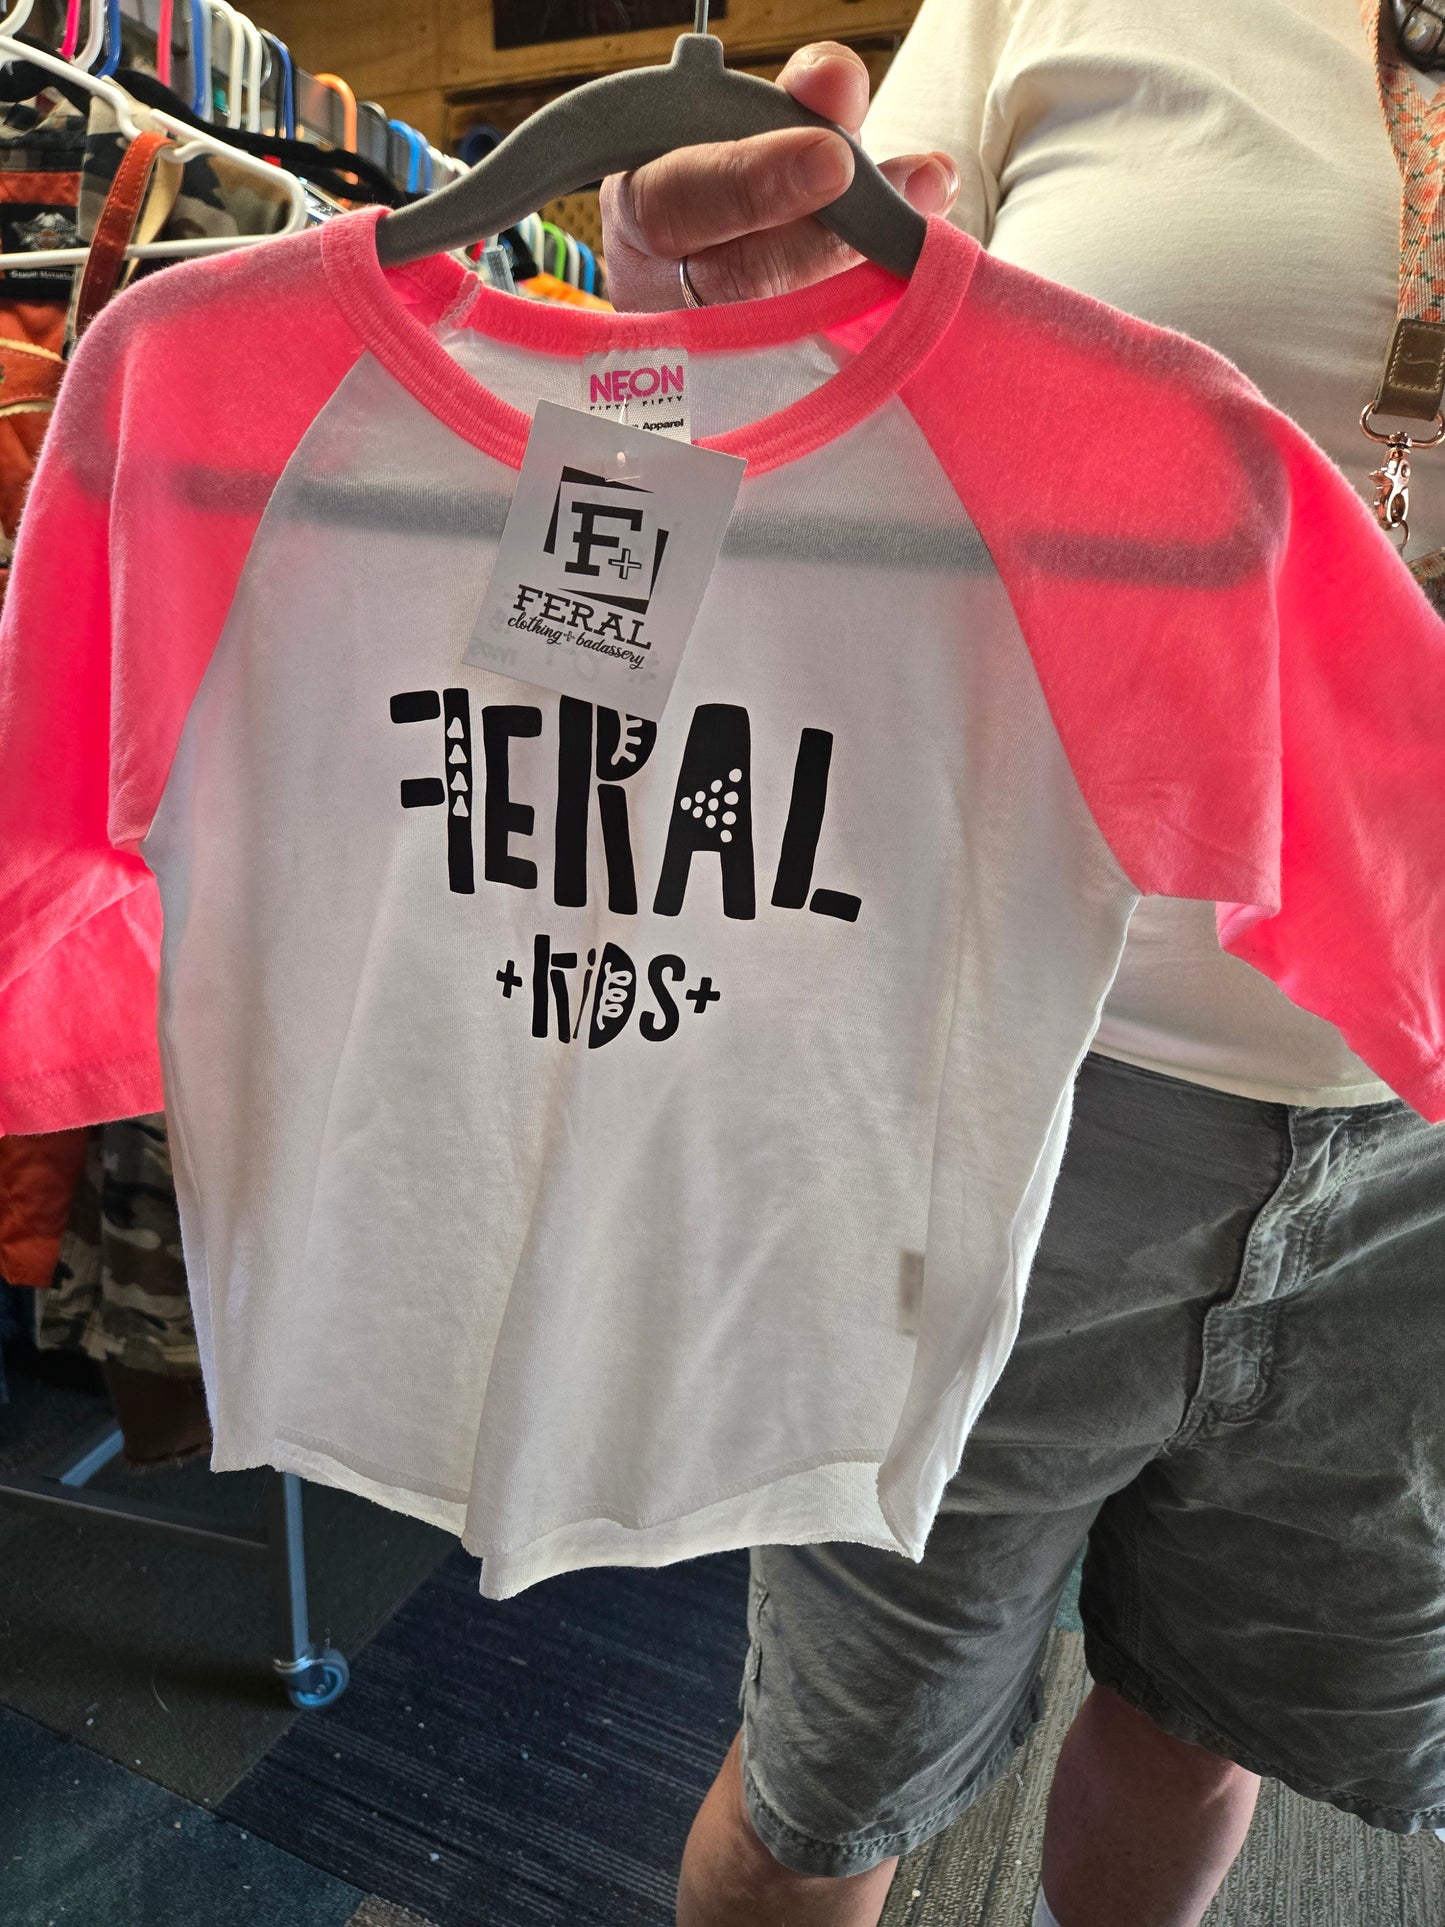 NEON
FIFTY FIFTY
Apparel
F+
FERAL
clothing + badassery
FERAL
+KiDS+